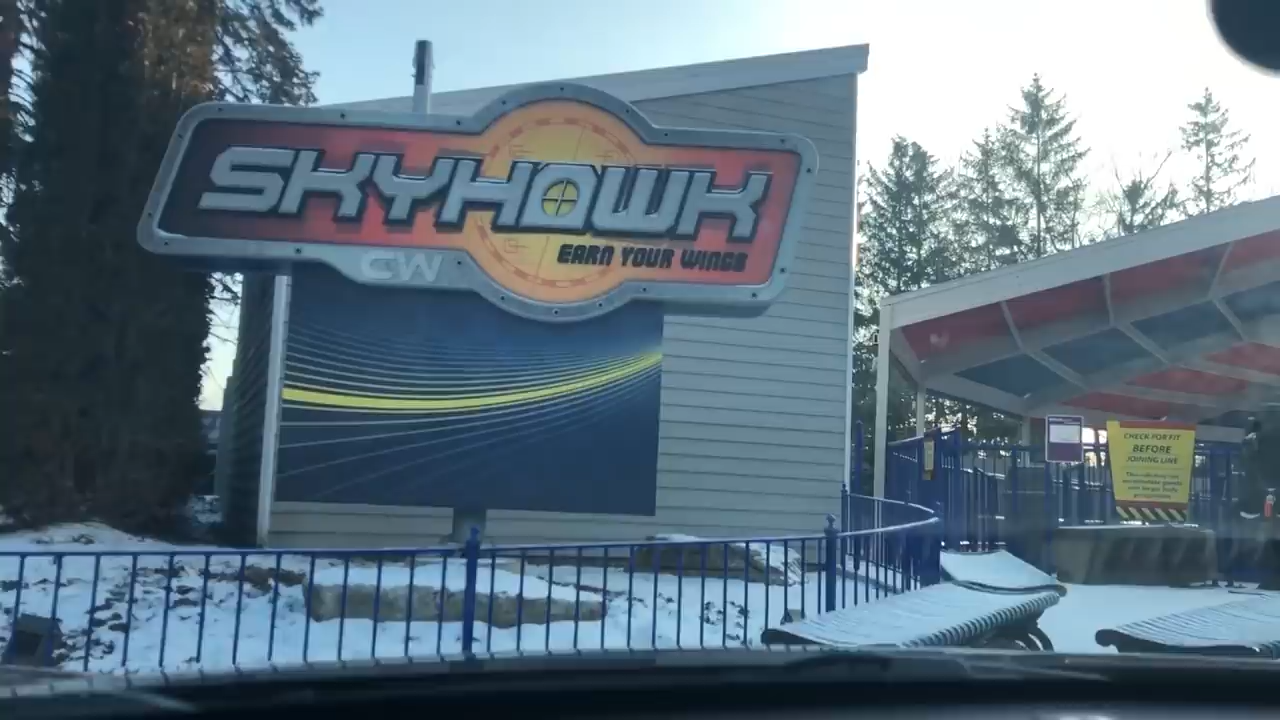 SKYHAWK
EARN YOUR WINGS
CW
CHECK FOR FIT
BEFORE
JOINING LINE